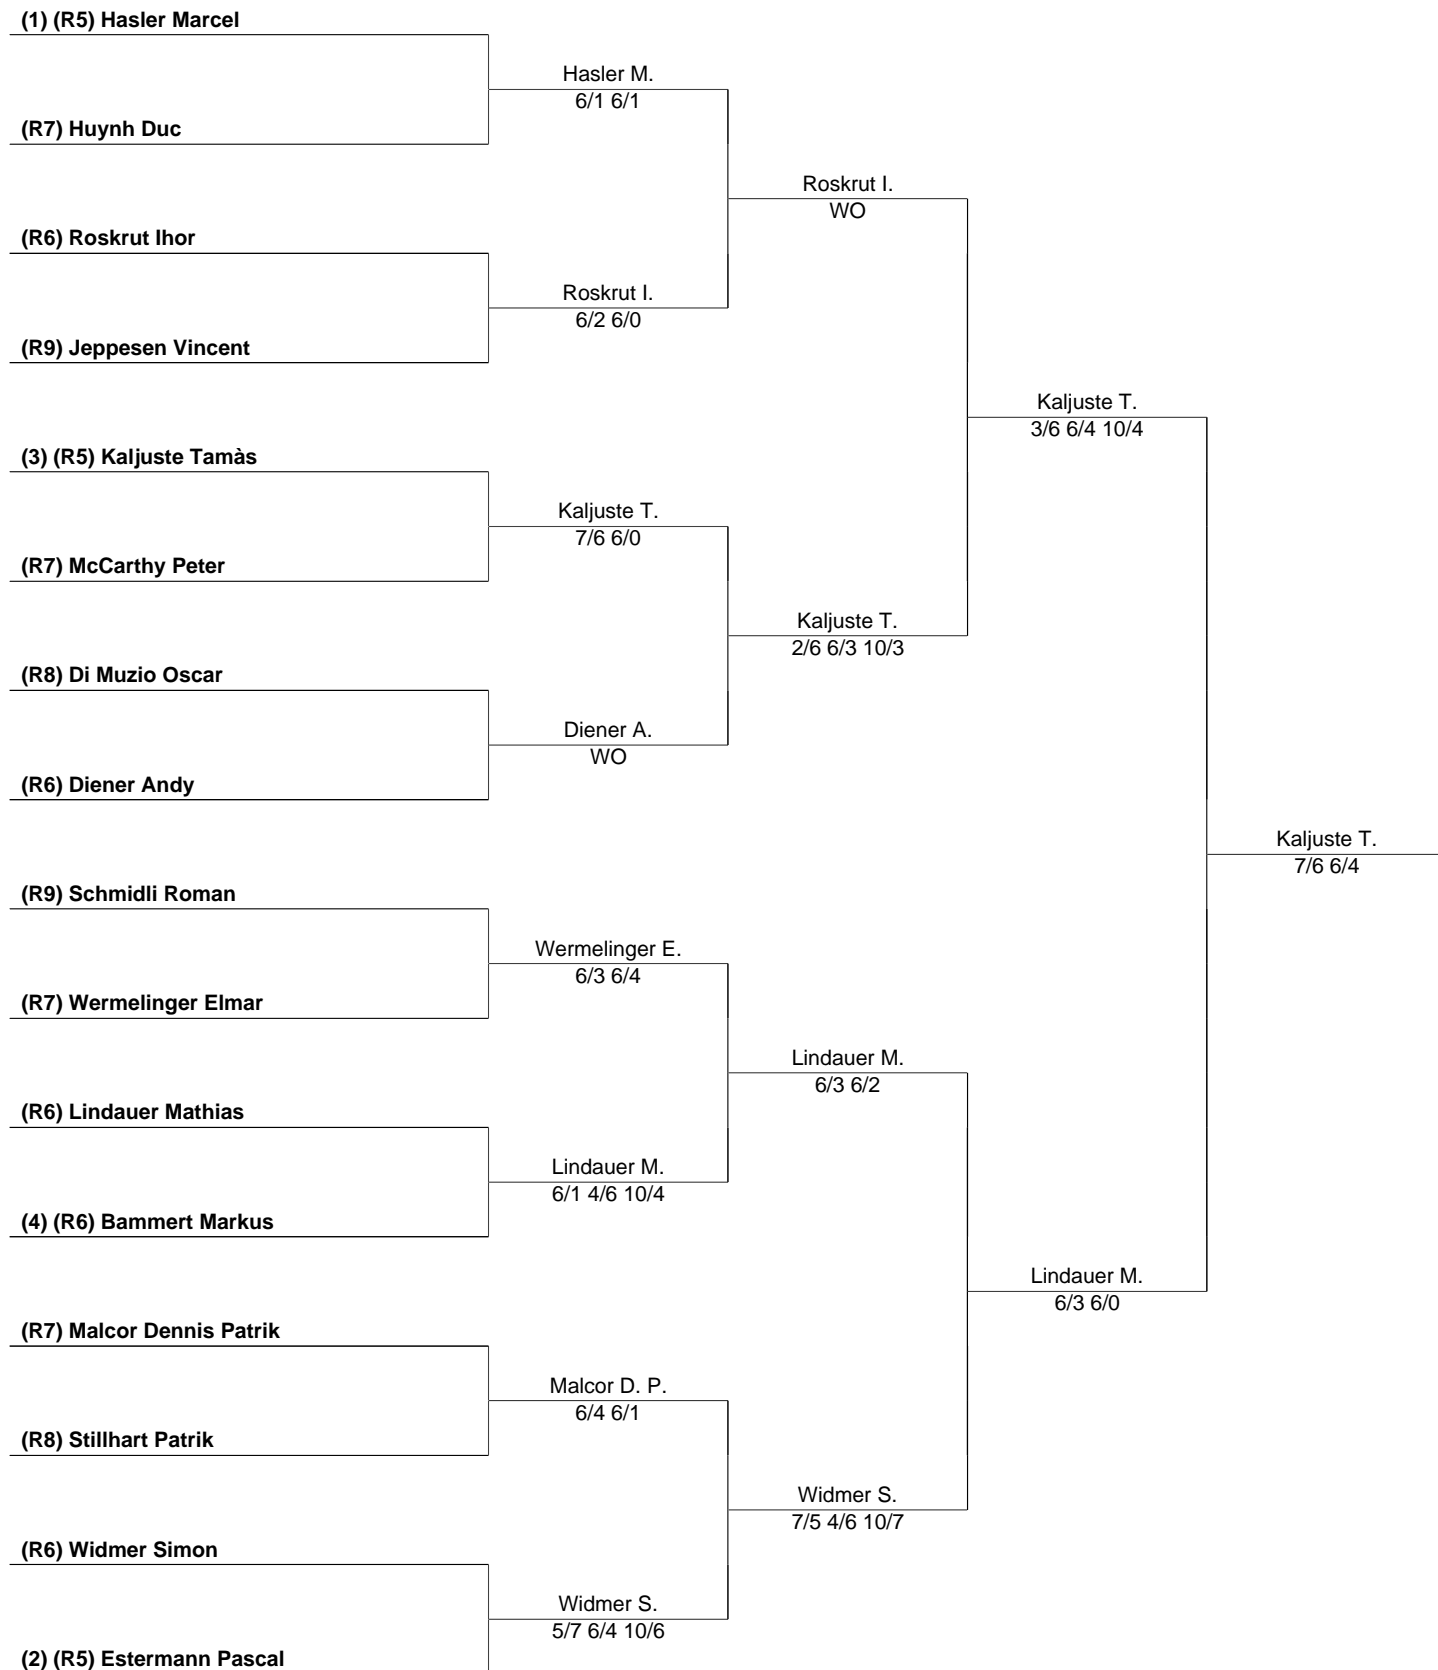 (1) (R5) Hasler Marcel
Hasler M.
6/1 6/1
(R7) Huynh Duc
Roskrut I.
WO
(R6) Roskrut Ihor
Roskrut I.
6/2 6/0
(R9) Jeppesen Vincent
Kaljuste T.
3/6 6/4 10/4
(3) (R5) Kaljuste Tamàs
Kaljuste T.
7/6 6/0
(R7) McCarthy Peter
Kaljuste T.
2/6 6/3 10/3
(R8) Di Muzio Oscar
Diener A.
WO
(R6) Diener Andy
Kaljuste T.
7/6 6/4
(R9) Schmidli Roman
Wermelinger E.
6/3 6/4
(R7) Wermelinger Elmar
Lindauer M.
6/3 6/2
(R6) Lindauer Mathias
Lindauer M.
6/1 4/6 10/4
(4) (R6) Bammert Markus
Lindauer M.
6/3 6/0
(R7) Malcor Dennis Patrik
Malcor D. P.
6/4 6/1
(R8) Stillhart Patrik
Widmer S.
7/5 4/6 10/7
(R6) Widmer Simon
Widmer S.
5/7 6/4 10/6
(2) (R5) Estermann Pascal